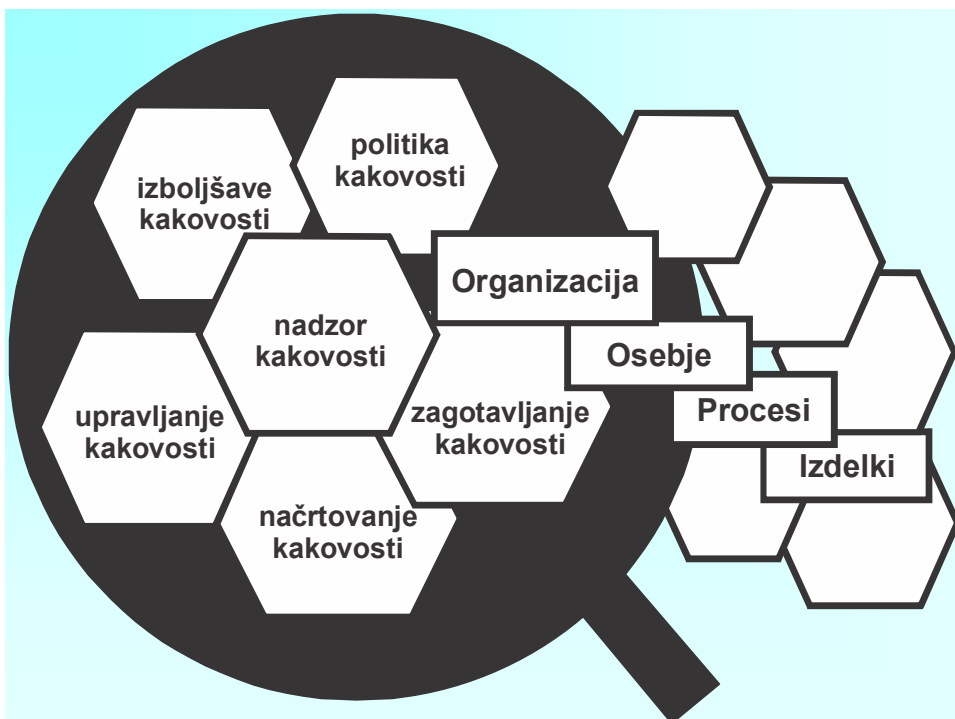 politika
kakovosti
izboljšave
kakovosti
Organizacija
nadzor
kakovosti
Osebje
upravljanje
kakovosti
zagotavljanje
kakovosti
Procesi
Izdelki
načrtovanje
kakovosti